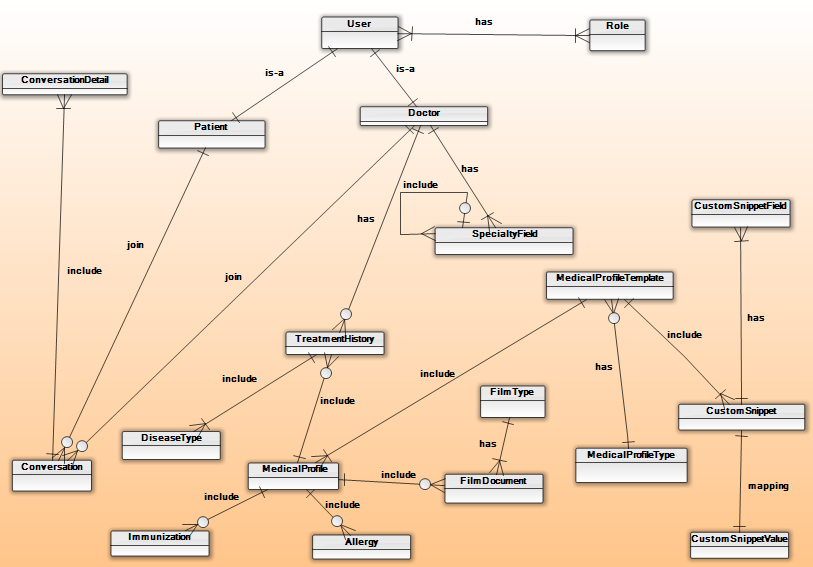 User
has
Role
is-a
is-a
ConversationDetail
Patient
Doctor
has
include
SpecialtyField
CustomSnippetField
has
join
include
join
MedicalProfileTemplate
has
TreatmentHistory
include
include
include
has
include
FilmType
CustomSnippet
DiseaseType
has
MedicalProfileType
Conversation
MedicalProfile
include
FilmDocument
mapping
include
include
Immunization
Allergy
CustomSnippetValue